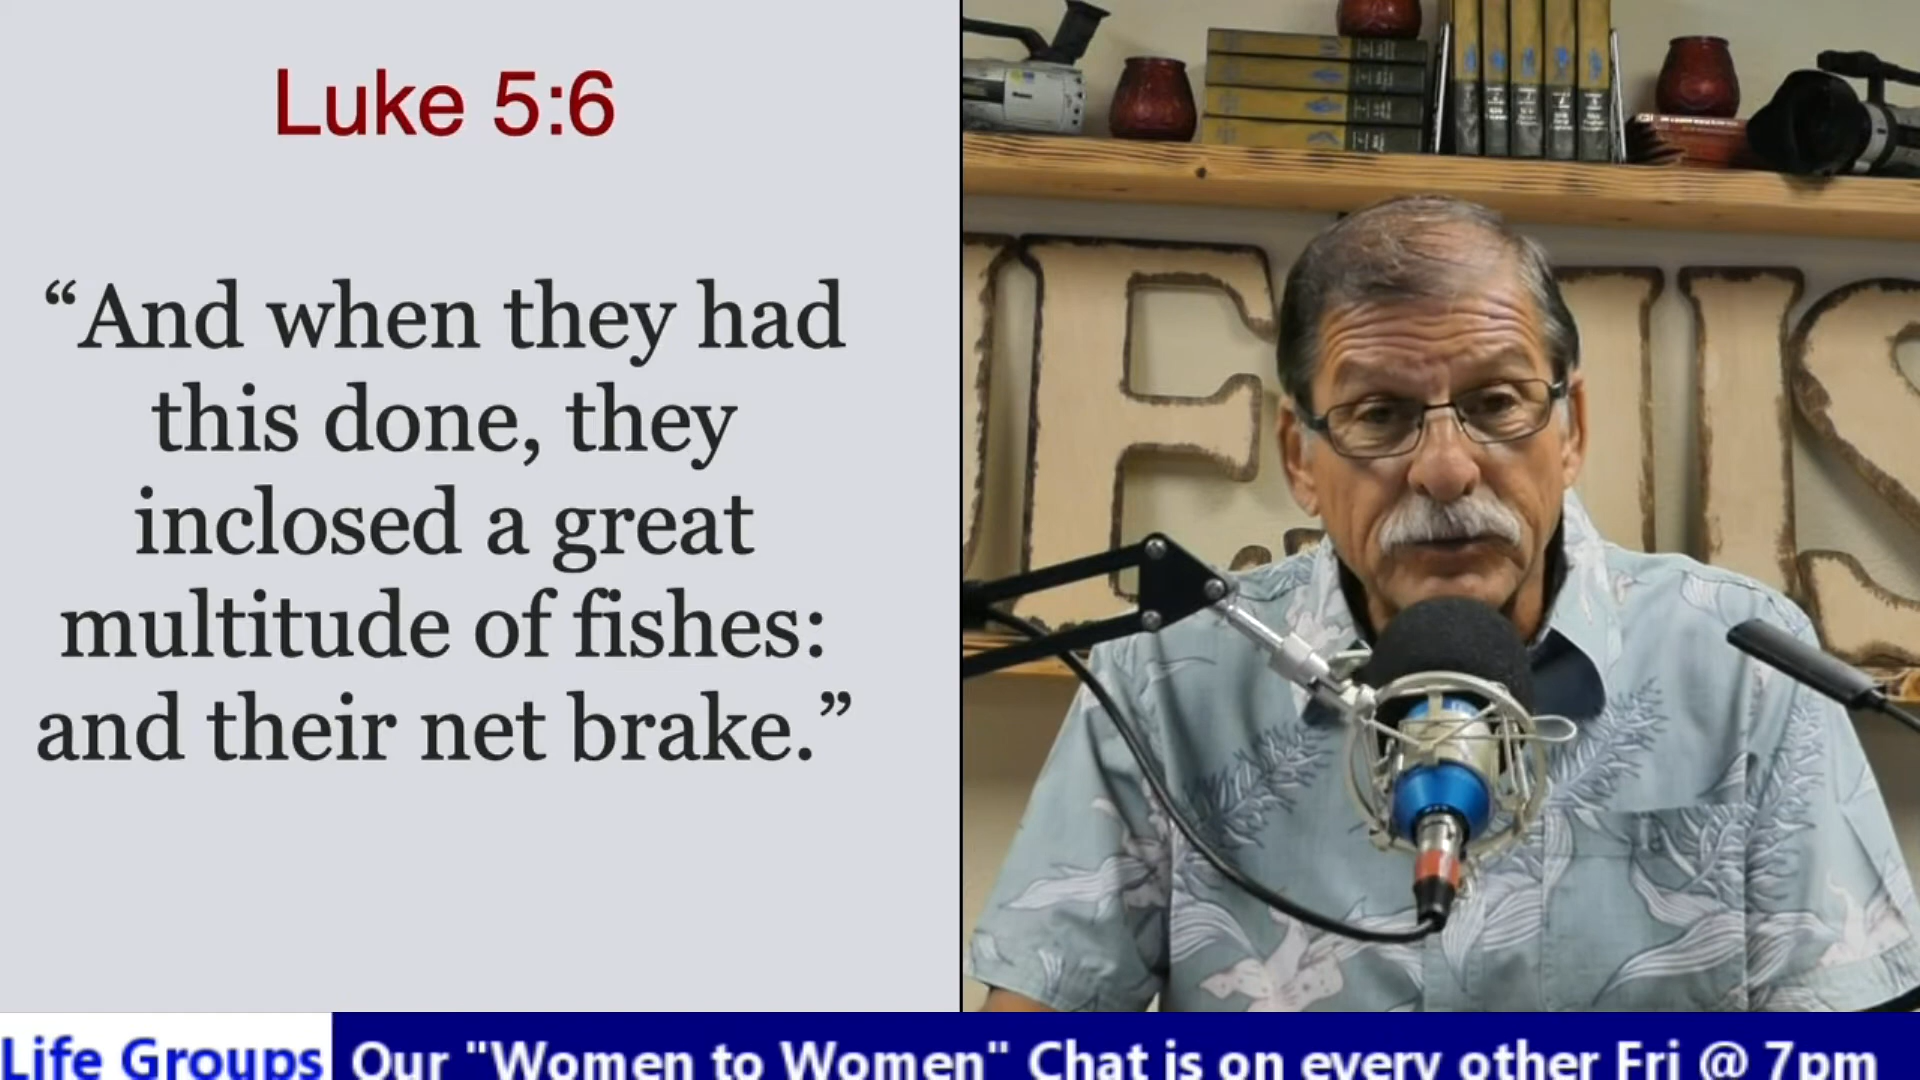 Luke 5:6
“And when they had
this done, they
inclosed a great
multitude of fishes:
and their net brake.”
JESUS
Life Groups
Our "Women to Women" Chat is on every other Fri @ 7pm